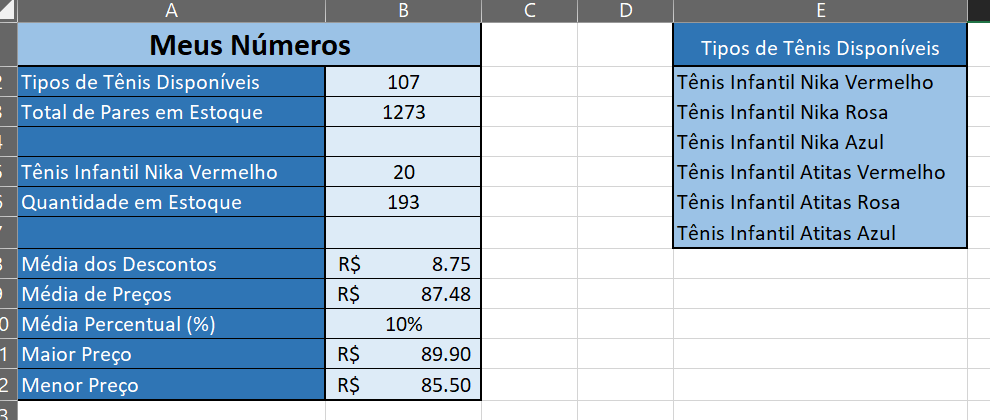 A B C D E
Meus Números
Tipos de Tênis Disponíveis
2 Tipos de Tênis Disponíveis 107
Tênis Infantil Nika Vermelho
3 Total de Pares em Estoque 1273
Tênis Infantil Nika Rosa
4
Tênis Infantil Nika Azul
5 Tênis Infantil Nika Vermelho 20
Tênis Infantil Atitas Vermelho
6 Quantidade em Estoque 193
Tênis Infantil Atitas Rosa
7
Tênis Infantil Atitas Azul
8 Média dos Descontos R$ 8.75
9 Média de Preços R$ 87.48
0 Média Percentual (%) 10%
1 Maior Preço R$ 89.90
2 Menor Preço R$ 85.50
3